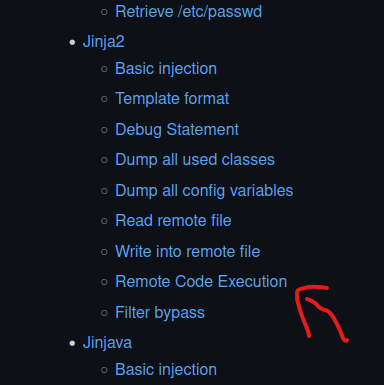 Retrieve /etc/passwd
Jinja2
Basic injection
Template format
Debug Statement
Dump all used classes
Dump all config variables
Read remote file
Write into remote file
Remote Code Execution
Filter bypass
Jinjava
Basic injection